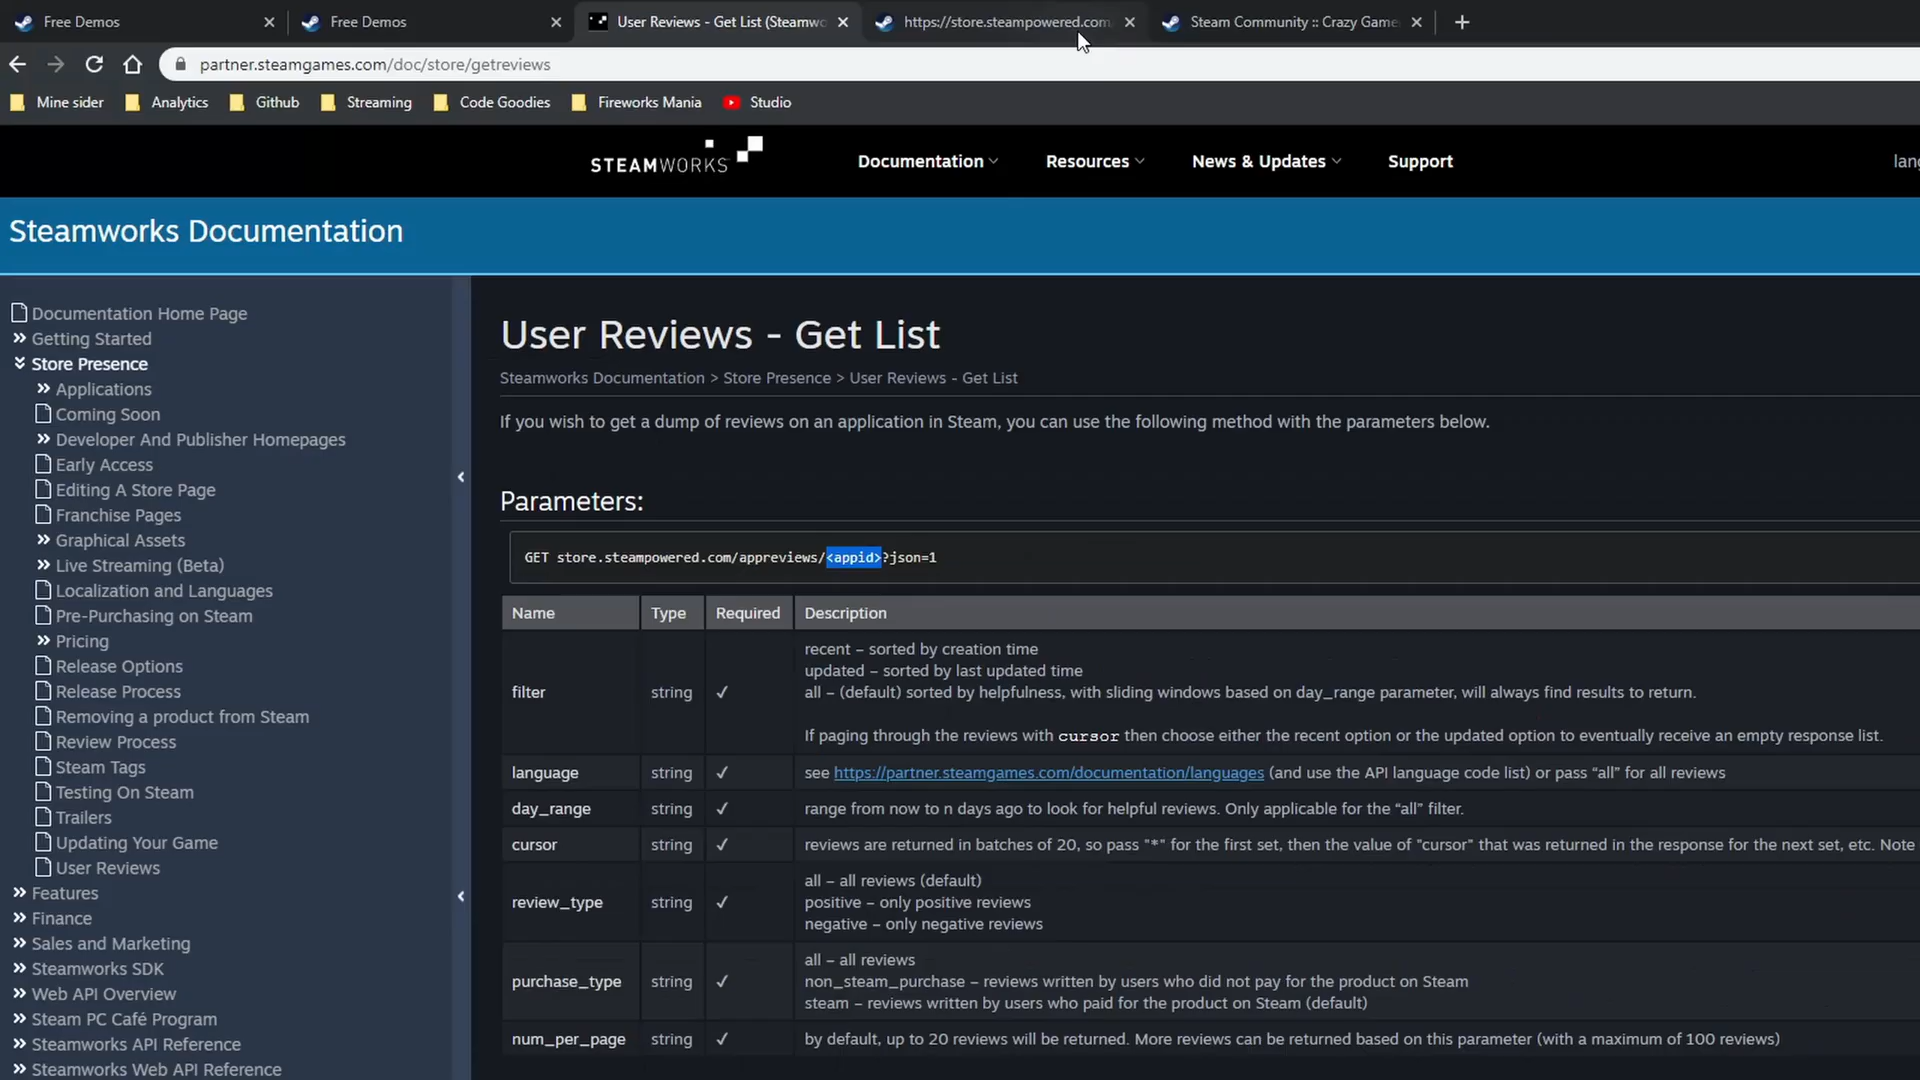 Free Demos
Free Demos
User Reviews - Get List (Steamwo
https://store.steampowered.com
Steam Community :: Crazy Game
partner.steamgames.com/doc/store/getreviews
Mine sider
Analytics
Github
Streaming
Code Goodies
Fireworks Mania
Studio
STEAMWORKS
Documentation
Resources
News & Updates
Support
lang
Steamworks Documentation
Documentation Home Page
Getting Started
Store Presence
Applications
Coming Soon
Developer And Publisher Homepages
Early Access
Editing A Store Page
Franchise Pages
Graphical Assets
Live Streaming (Beta)
Localization and Languages
Pre-Purchasing on Steam
Pricing
Release Options
Release Process
Removing a product from Steam
Review Process
Steam Tags
Testing On Steam
Trailers
Updating Your Game
User Reviews
Features
Finance
Sales and Marketing
Steamworks SDK
Web API Overview
Steam PC Café Program
Steamworks API Reference
Steamworks Web API Reference
User Reviews - Get List
Steamworks Documentation > Store Presence > User Reviews - Get List
If you wish to get a dump of reviews on an application in Steam, you can use the following method with the parameters below.
Parameters:
GET store.steampowered.com/appreviews/<appid>?json=1
Name Type Required Description
filter string ✓
recent – sorted by creation time
updated – sorted by last updated time
all – (default) sorted by helpfulness, with sliding windows based on day_range parameter, will always find results to return.
If paging through the reviews with cursor then choose either the recent option or the updated option to eventually receive an empty response list.
language string ✓ see https://partner.steamgames.com/documentation/languages (and use the API language code list) or pass “all” for all reviews
day_range string ✓ range from now to n days ago to look for helpful reviews. Only applicable for the “all” filter.
cursor string ✓ reviews are returned in batches of 20, so pass "*" for the first set, then the value of "cursor" that was returned in the response for the next set, etc. Note
review_type string ✓
all – all reviews (default)
positive – only positive reviews
negative – only negative reviews
purchase_type string ✓
all – all reviews
non_steam_purchase – reviews written by users who did not pay for the product on Steam
steam – reviews written by users who paid for the product on Steam (default)
num_per_page string ✓ by default, up to 20 reviews will be returned. More reviews can be returned based on this parameter (with a maximum of 100 reviews)